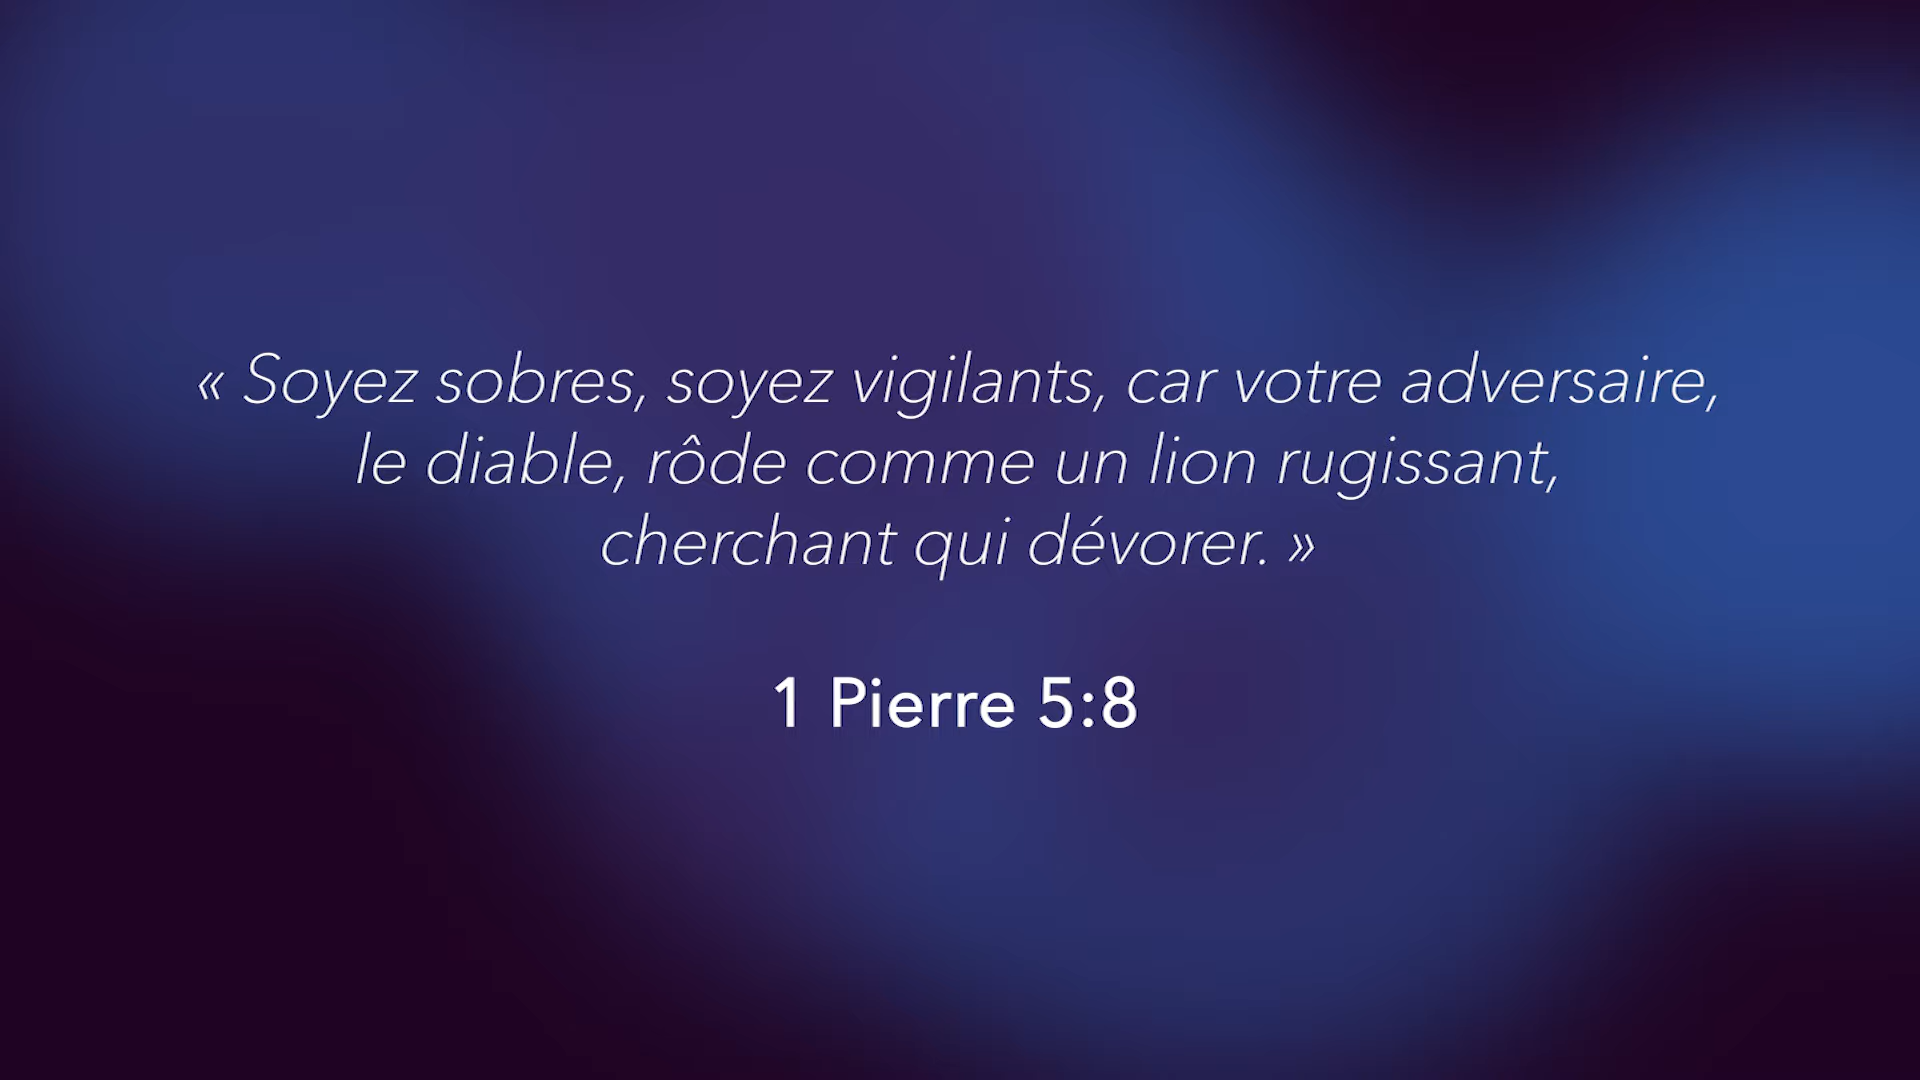 « Soyez sobres, soyez vigilants, car votre adversaire,
le diable, rôde comme un lion rugissant,
cherchant qui dévorer. »
1 Pierre 5:8